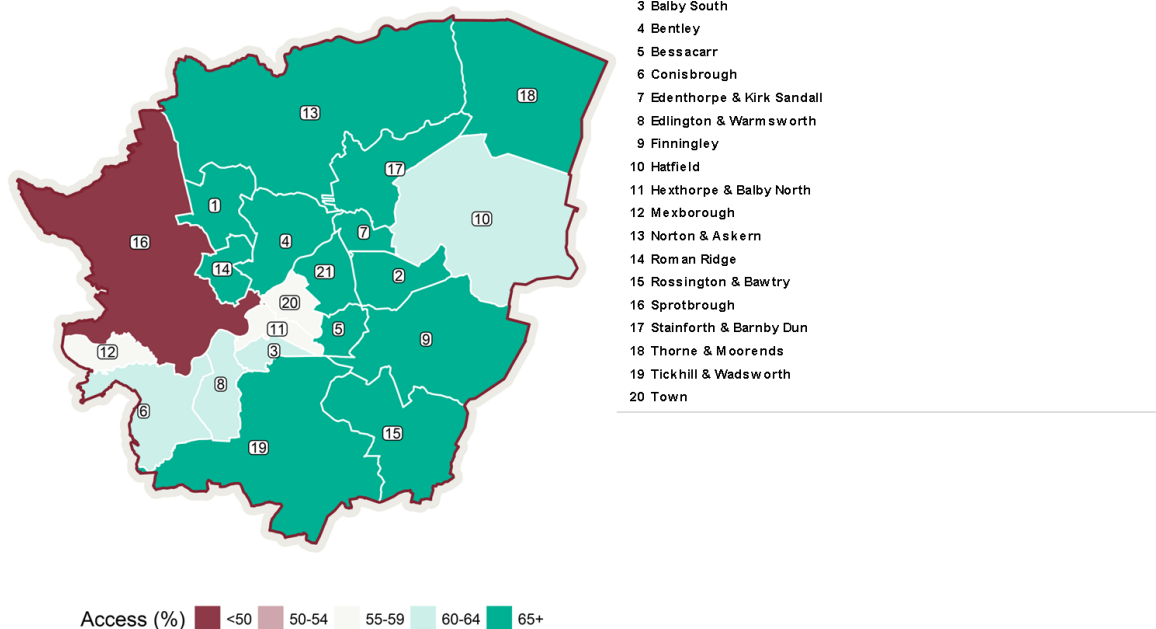 3 Balby South
4 Bentley
5 Bessacarr
6 Conisbrough
7 Edenthorpe & Kirk Sandall
8 Edlington & Warmsworth
9 Finningley
10 Hatfield
11 Hexthorpe & Balby North
12 Mexborough
13 Norton & Askern
14 Roman Ridge
15 Rossington & Bawtry
16 Sprotbrough
17 Stainforth & Barnby Dun
18 Thorne & Moorends
19 Tickhill & Wadsworth
20 Town
18
13
17
1
10
16
7
4
14
21
2
20
11
5
9
12
3
8
6
15
19
Access (%) <50 50-54 55-59 60-64 65+